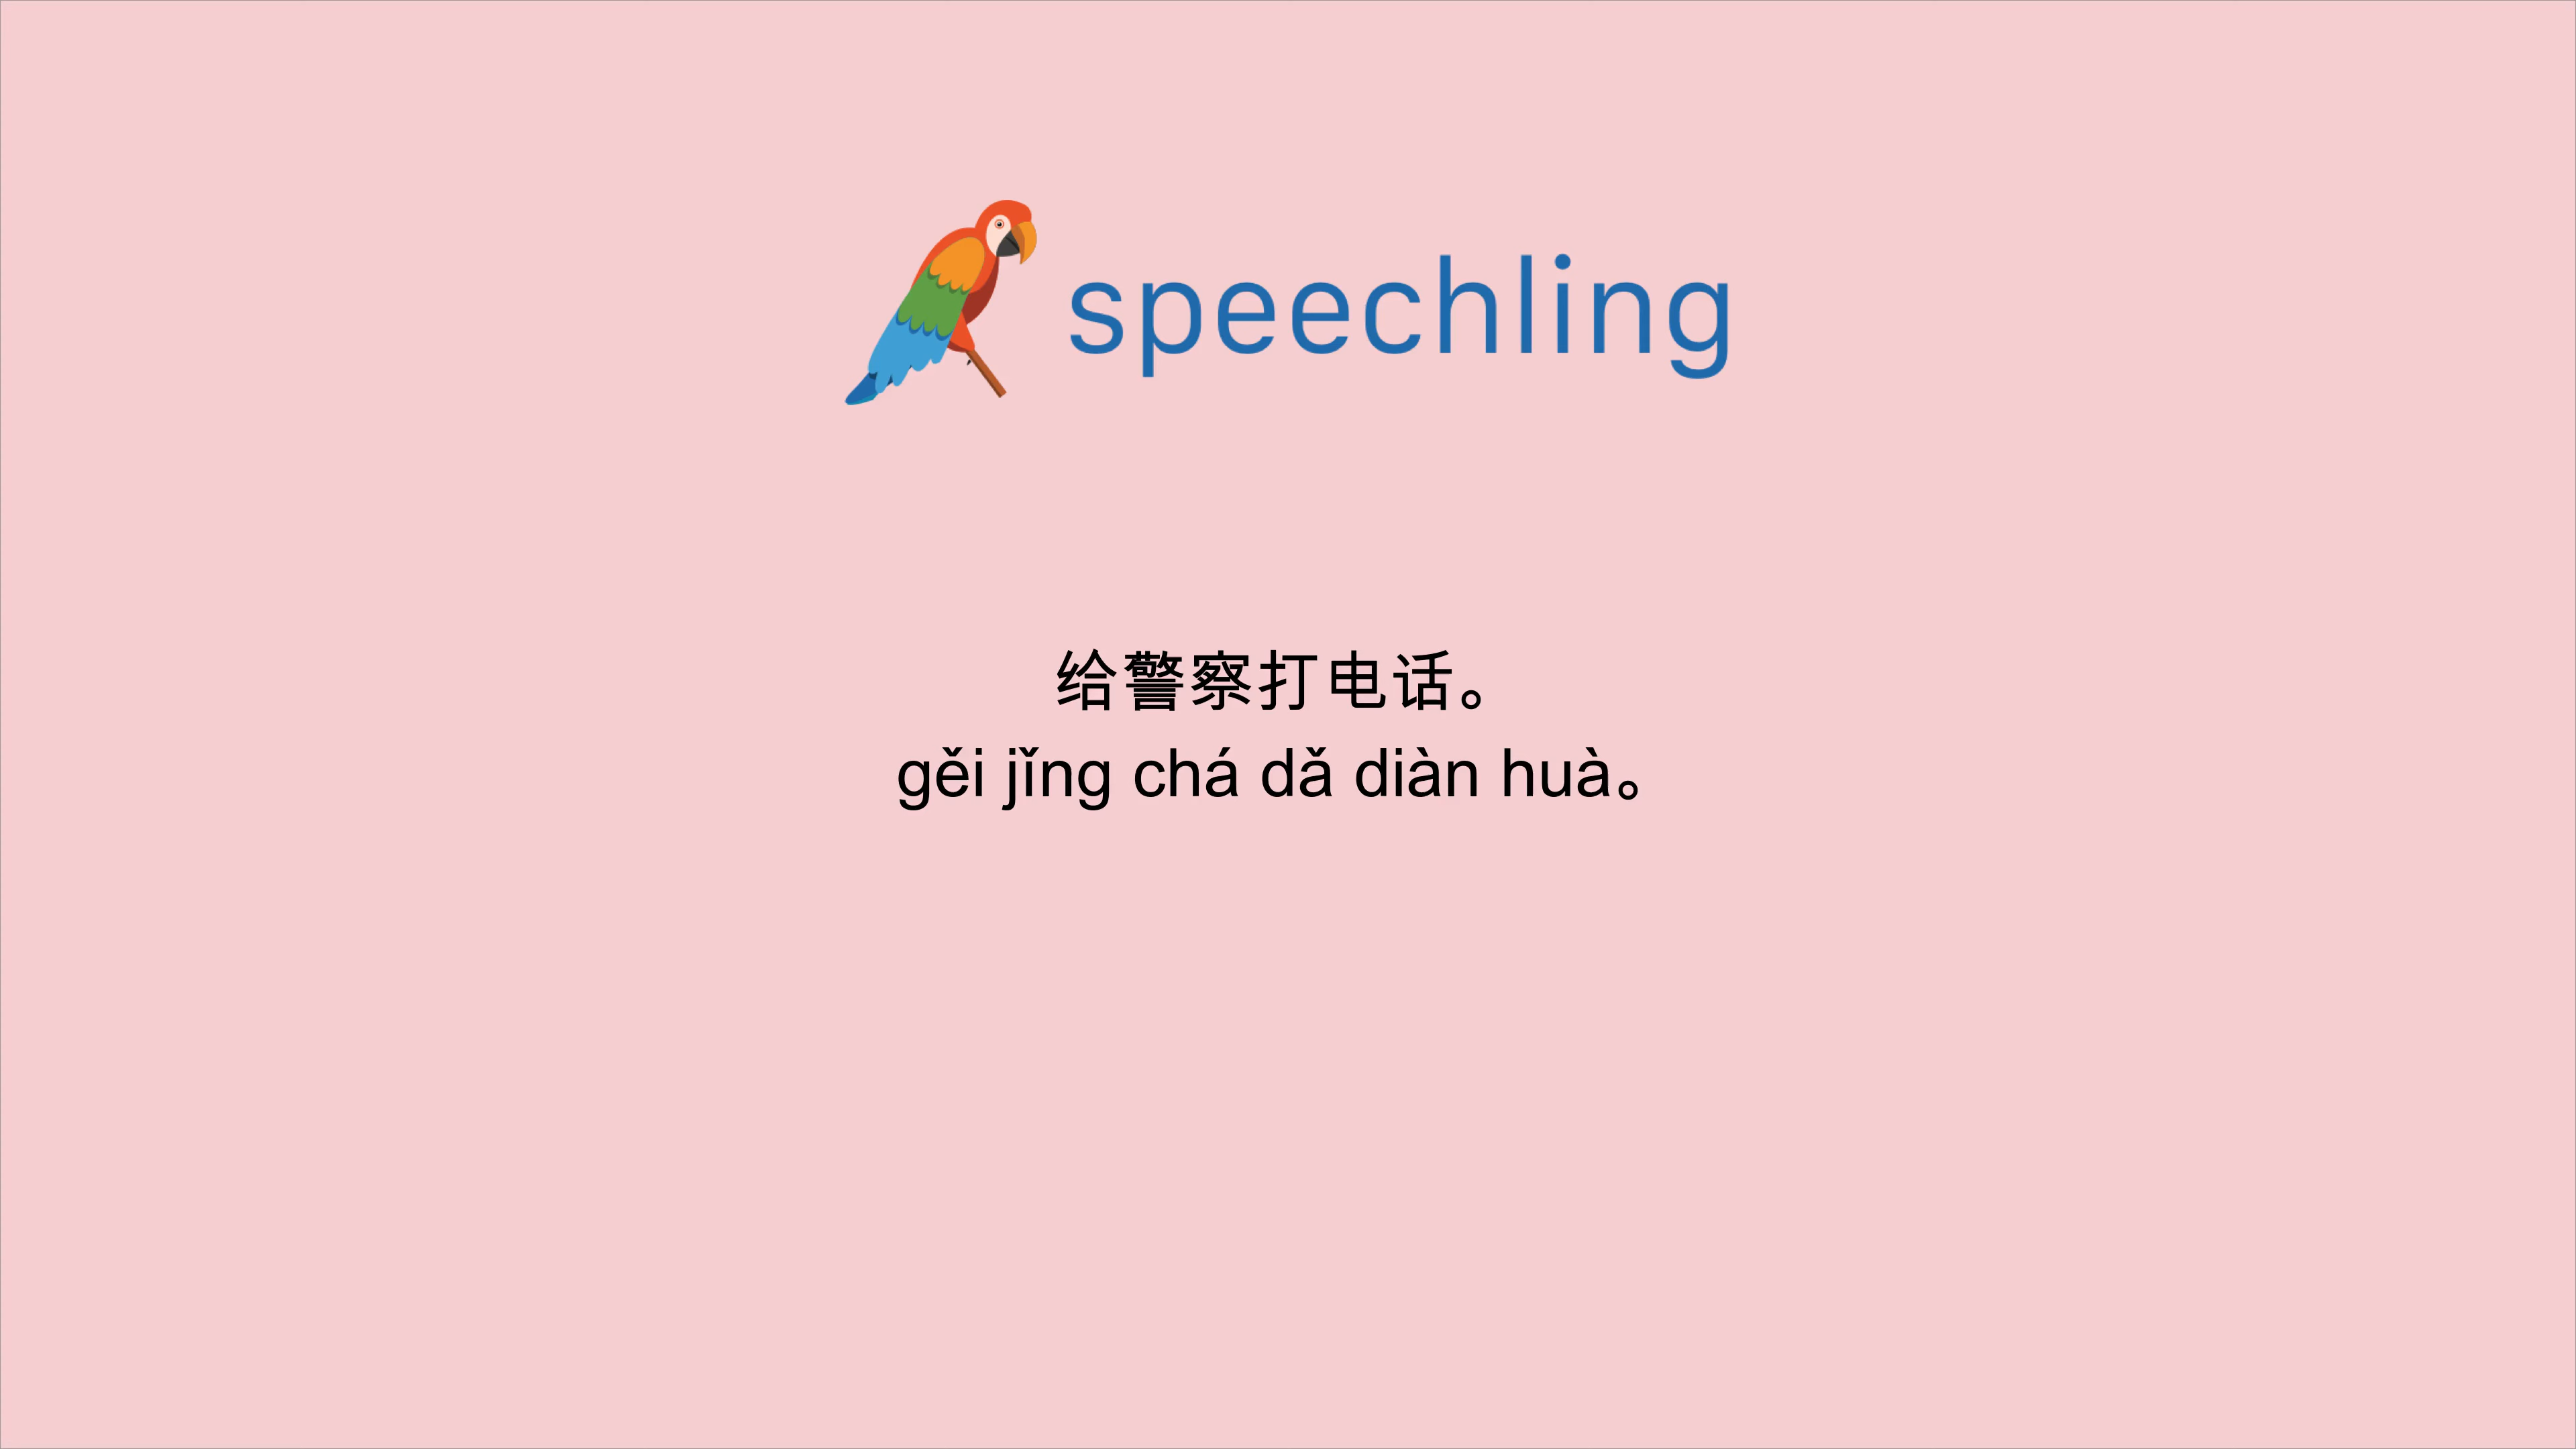 speechling
给警察打电话。
gěi jǐng chá dǎ diàn huà。